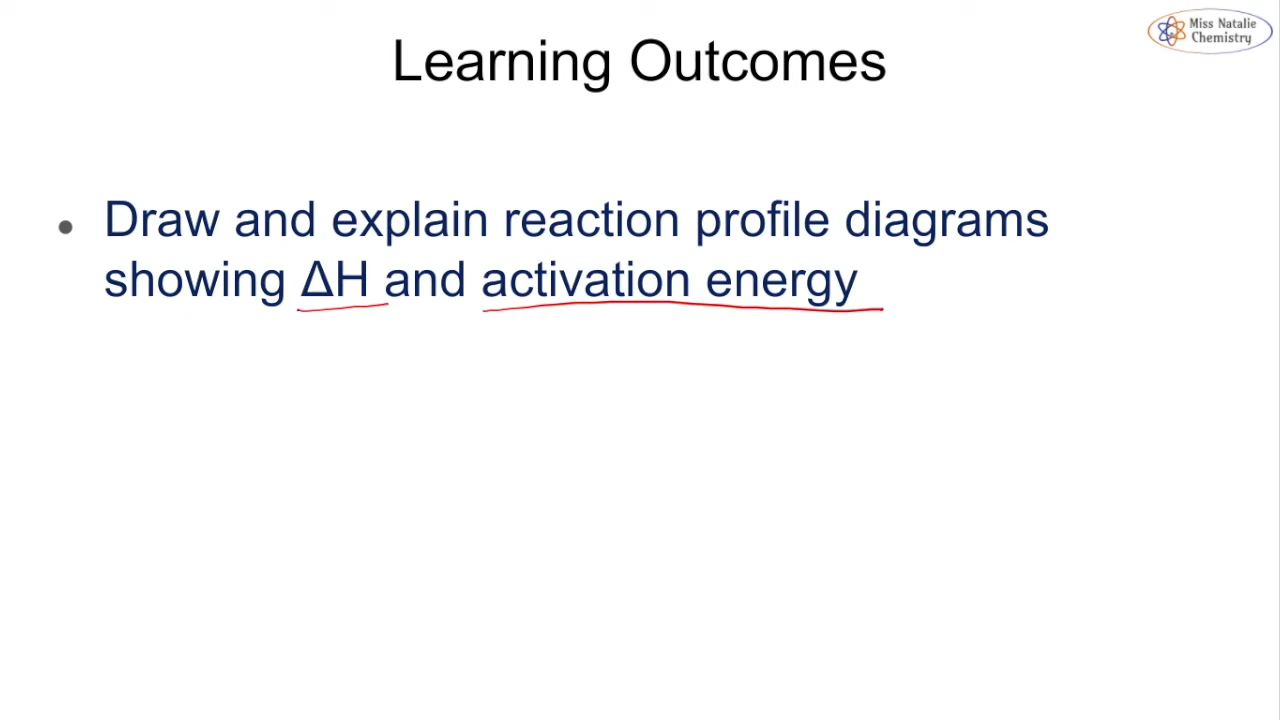 Learning Outcomes
Miss Natalie
Chemistry
• Draw and explain reaction profile diagrams
showing ΔH and activation energy